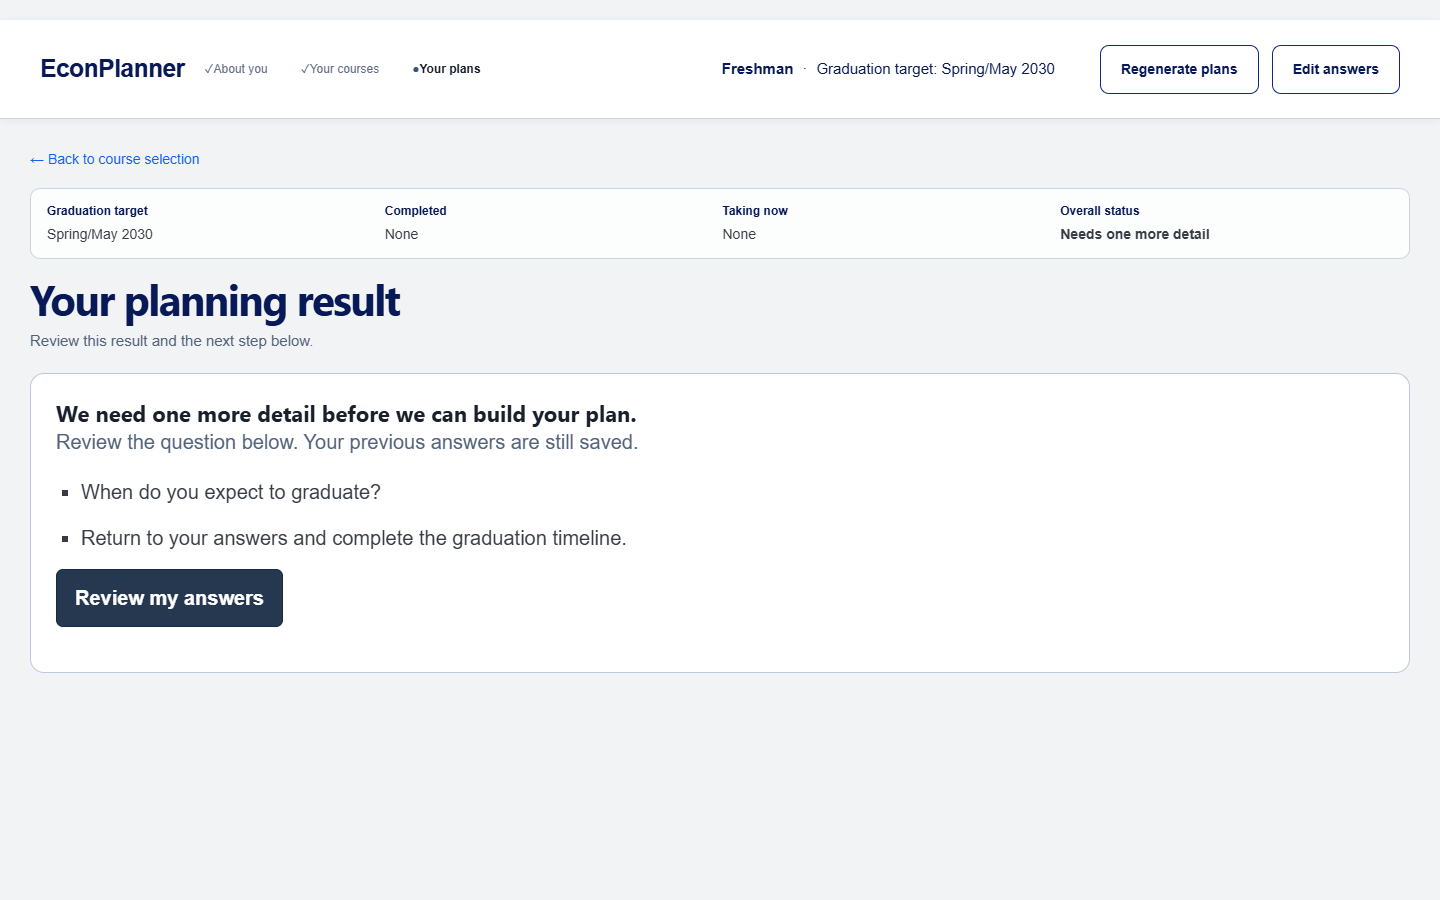 EconPlanner ✓About you ✓Your courses ●Your plans Freshman · Graduation target: Spring/May 2030 Regenerate plans Edit answers
← Back to course selection
Graduation target Completed Taking now Overall status
Spring/May 2030 None None Needs one more detail
Your planning result
Review this result and the next step below.
We need one more detail before we can build your plan.
Review the question below. Your previous answers are still saved.
▪ When do you expect to graduate?
▪ Return to your answers and complete the graduation timeline.
Review my answers